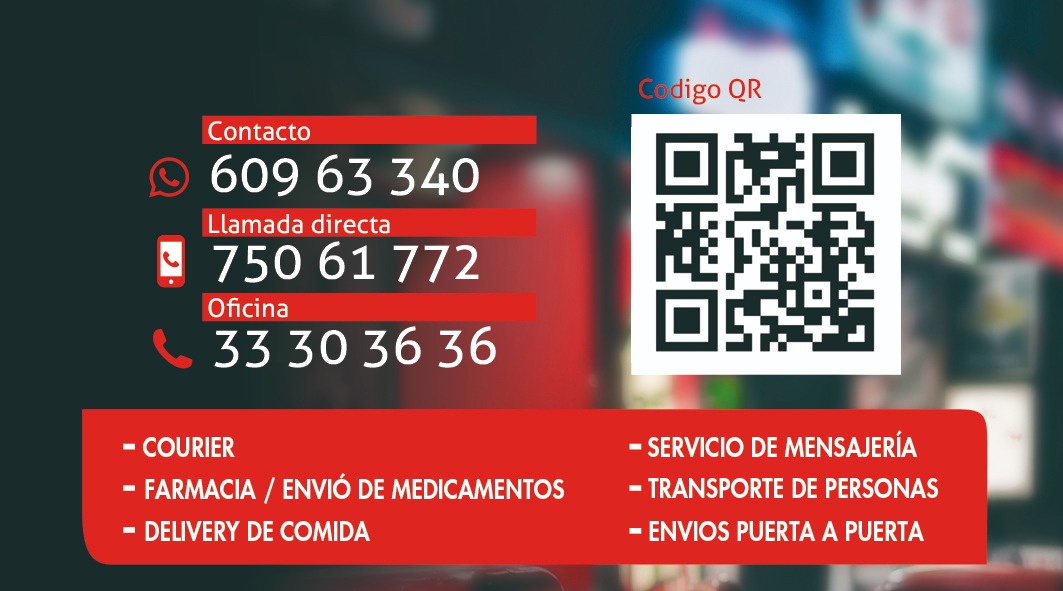 Contacto
609 63 340
Llamada directa
750 61 772
Oficina
33 30 36 36
Codigo QR
- COURIER
- FARMACIA / ENVIÓ DE MEDICAMENTOS
- DELIVERY DE COMIDA
- SERVICIO DE MENSAJERÍA
- TRANSPORTE DE PERSONAS
- ENVIOS PUERTA A PUERTA